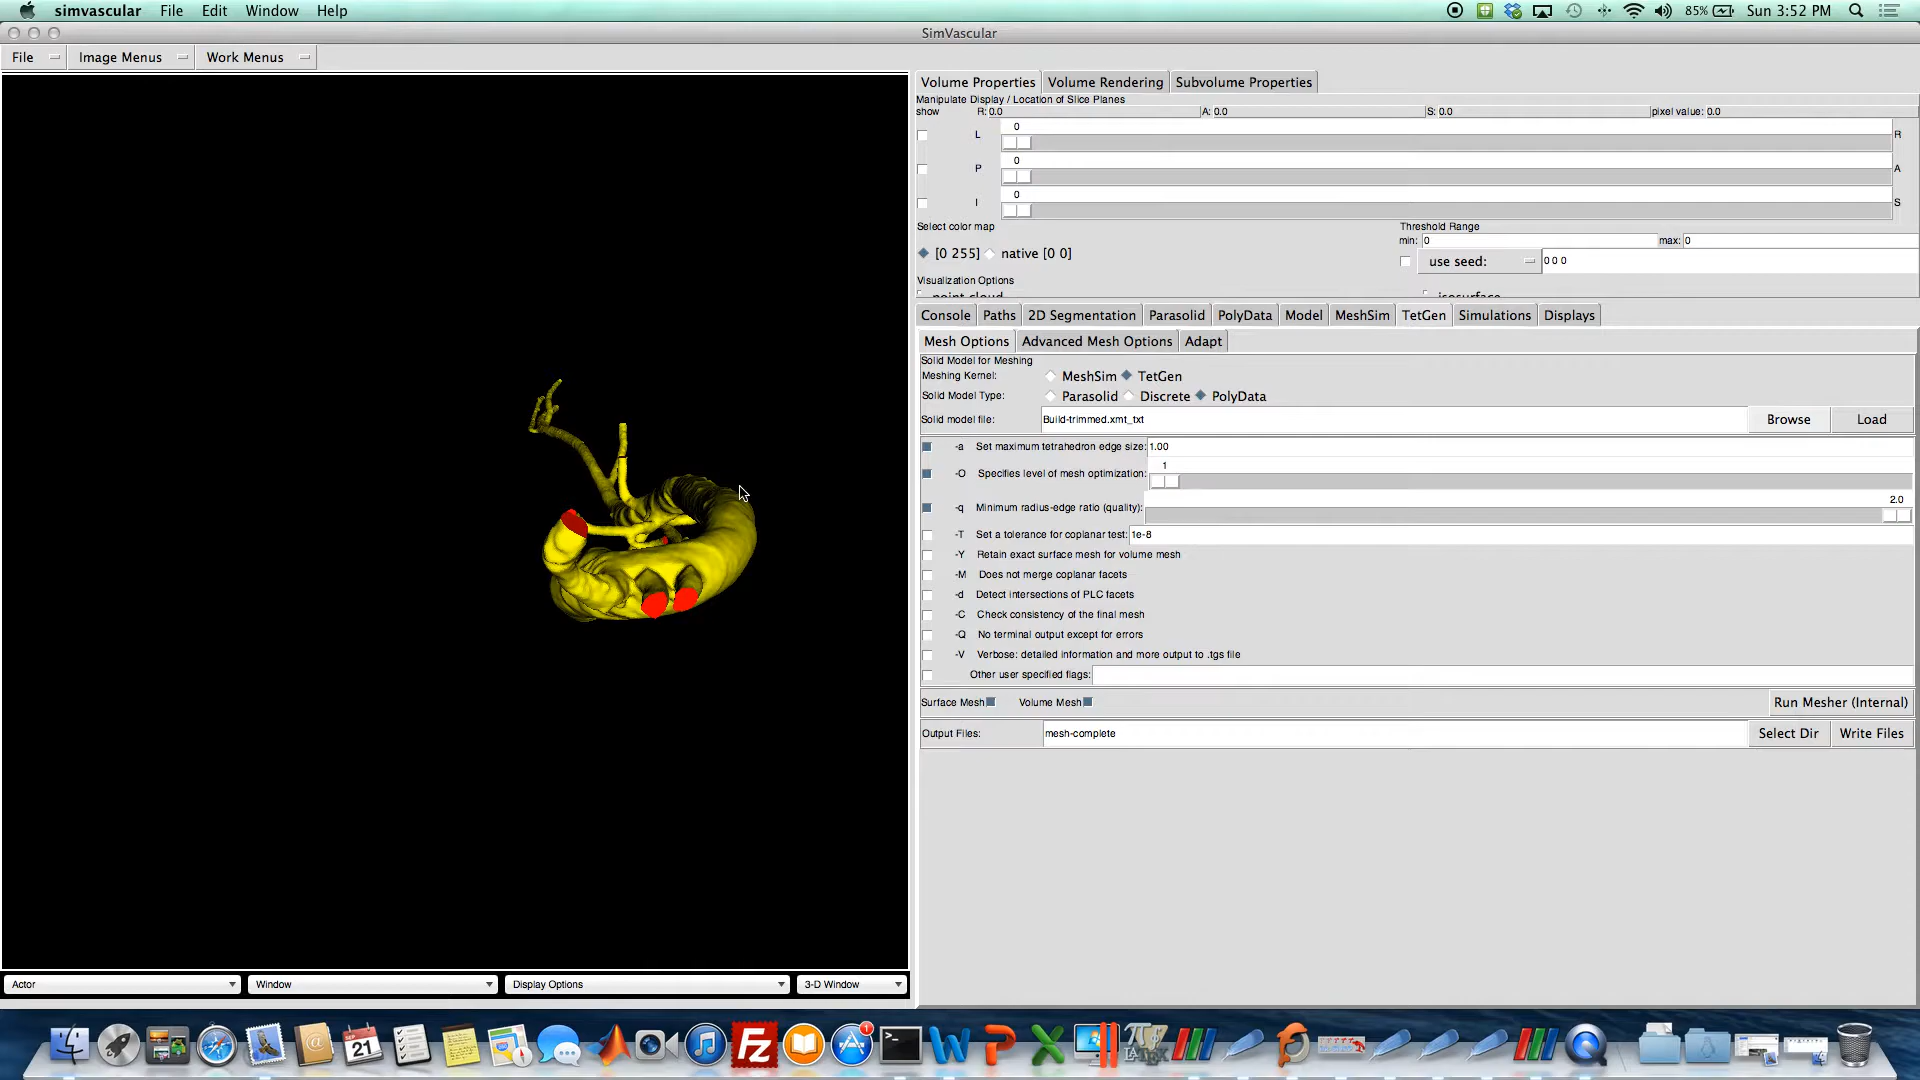 simvascular File Edit Window Help 85% Sun 3:52 PM
SimVascular
File Image Menus Work Menus
Volume Properties Volume Rendering Subvolume Properties
Manipulate Display / Location of Slice Planes
show R: 0.0 A: 0.0 S: 0.0 pixel value: 0.0
0
L R
0
P A
0
I S
Select color map Threshold Range
min: 0 max: 0
[0 255] native [0 0]
use seed: 0 0 0
Visualization Options
point cloud isosurface
Console Paths 2D Segmentation Parasolid PolyData Model MeshSim TetGen Simulations Displays
Mesh Options Advanced Mesh Options Adapt
Solid Model for Meshing
Meshing Kernel: MeshSim TetGen
Solid Model Type: Parasolid Discrete PolyData
Solid model file: Build-trimmed.xmt_txt Browse Load
-a Set maximum tetrahedron edge size: 1.00
1
-O Specifies level of mesh optimization:
2.0
-q Minimum radius-edge ratio (quality):
-T Set a tolerance for coplanar test: 1e-8
-Y Retain exact surface mesh for volume mesh
-M Does not merge coplanar facets
-d Detect intersections of PLC facets
-C Check consistency of the final mesh
-Q No terminal output except for errors
-V Verbose: detailed information and more output to .tgs file
Other user specified flags:
Surface Mesh Volume Mesh Run Mesher (Internal)
Output Files: mesh-complete Select Dir Write Files
Actor Window Display Options 3-D Window
SEP
21
1
Fz
W P X
LATEX